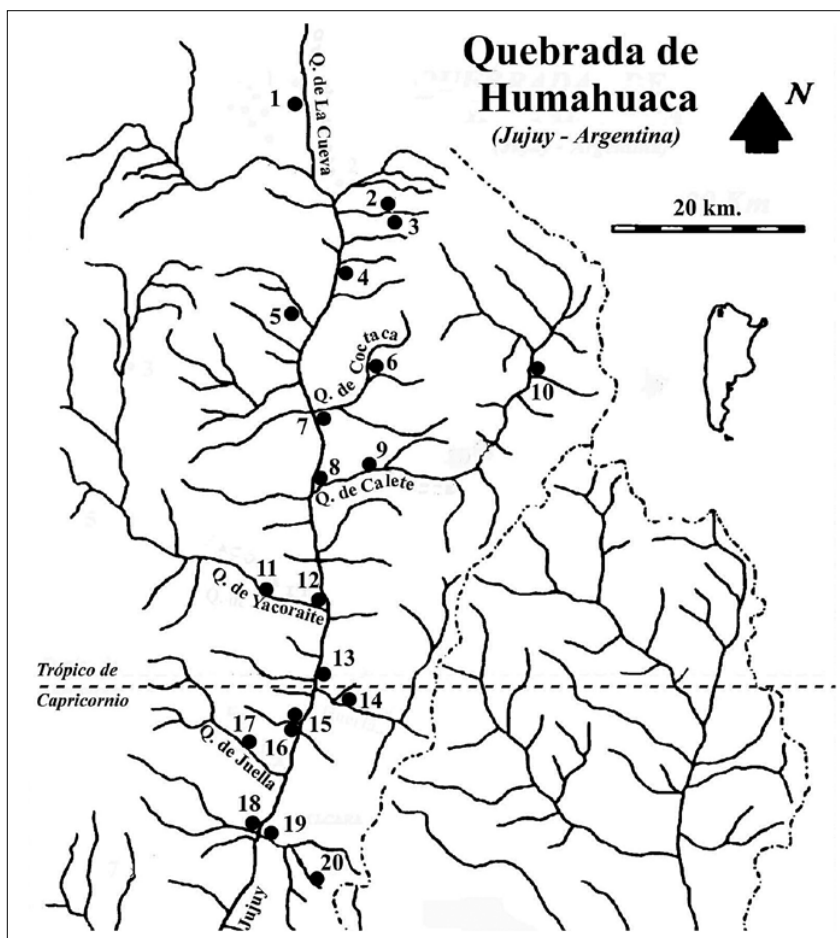 Quebrada de
Humahuaca
(Jujuy - Argentina)
N
20 km.
Q. de La Cueva
1
2
3
4
5
Q. de Coctaca
6
10
7
9
8
Q. de Calete
11
12
Q. de Yacoraite
13
Trópico de
Capricornio
14
15
17
16
Q. de Juella
18
19
20
Jujuy